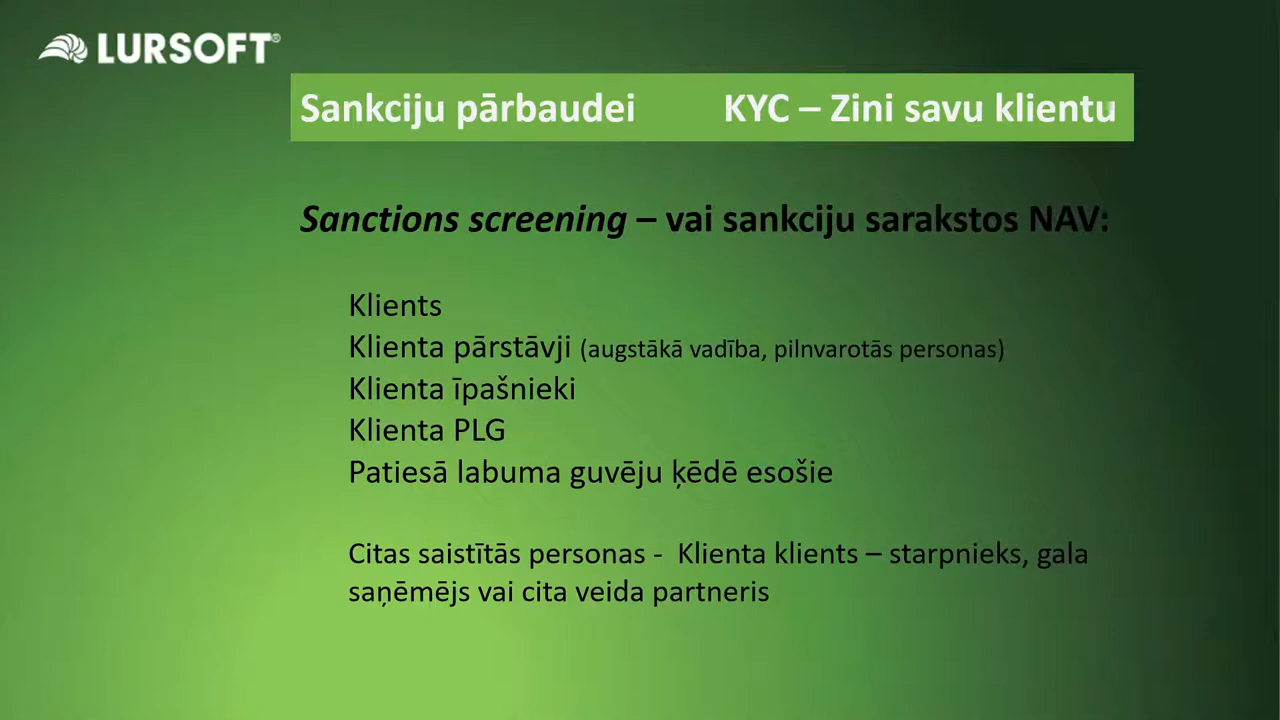 LURSOFT®
Sankciju pārbaudei KYC – Zini savu klientu
Sanctions screening – vai sankciju sarakstos NAV:
Klients
Klienta pārstāvji (augstākā vadība, pilnvarotās personas)
Klienta īpašnieki
Klienta PLG
Patiesā labuma guvēju ķēdē esošie
Citas saistītās personas - Klienta klients – starpnieks, gala
saņēmējs vai cita veida partneris